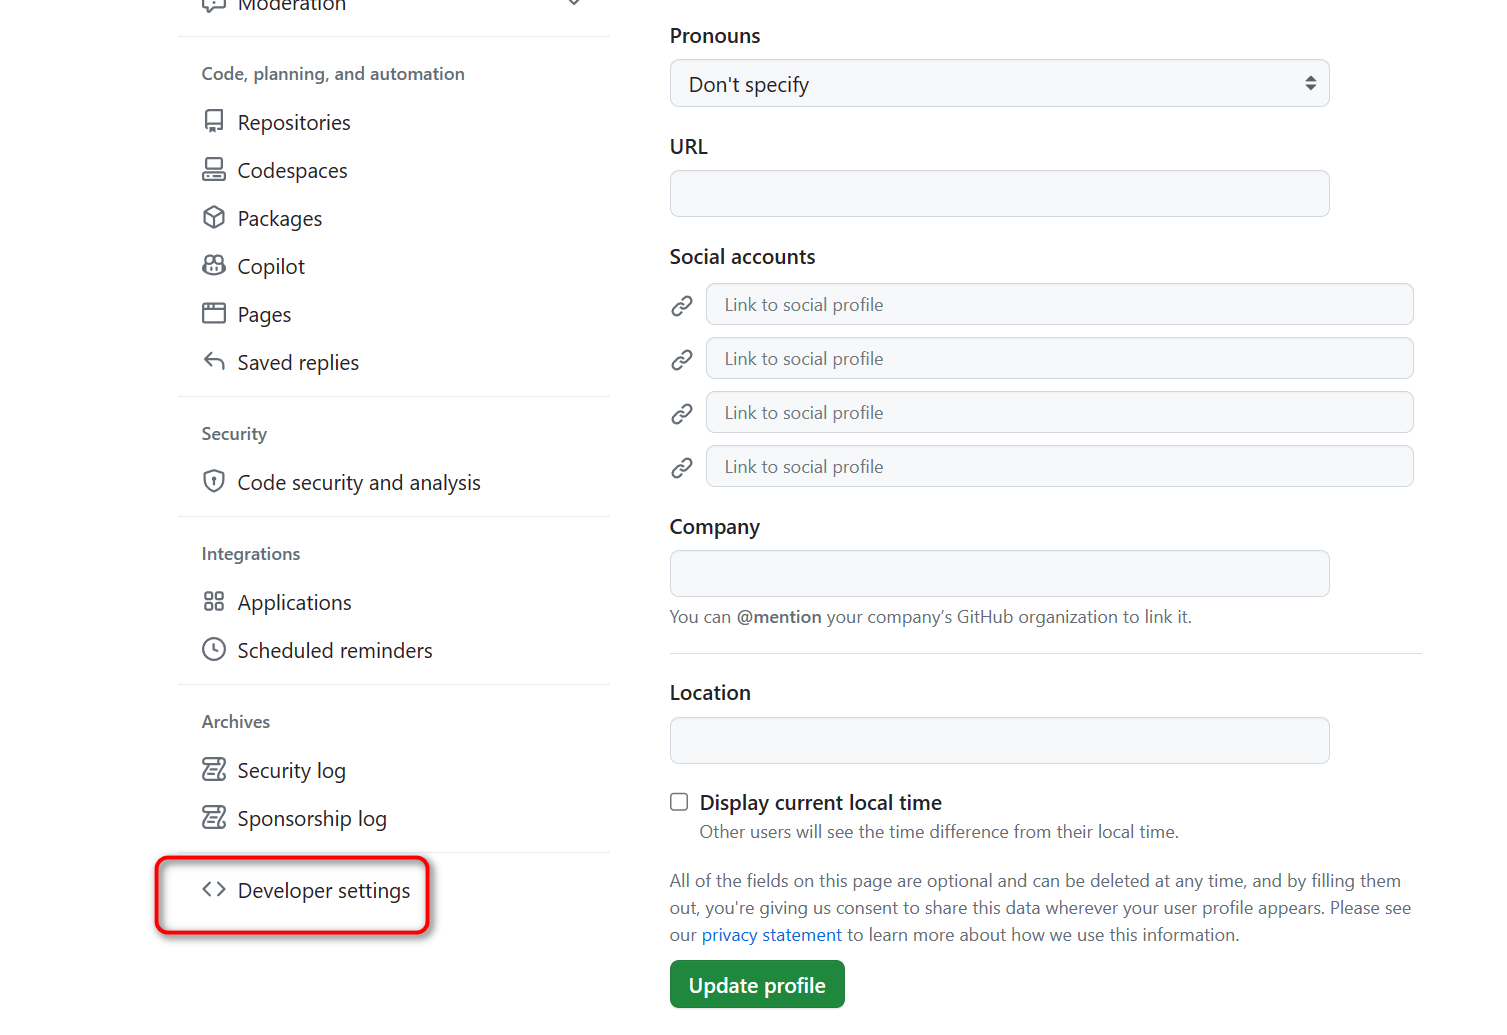 Moderation
Code, planning, and automation
Repositories
Codespaces
Packages
Copilot
Pages
Saved replies
Security
Code security and analysis
Integrations
Applications
Scheduled reminders
Archives
Security log
Sponsorship log
Developer settings
Pronouns
Don't specify
URL
Social accounts
Link to social profile
Link to social profile
Link to social profile
Link to social profile
Company
You can @mention your company’s GitHub organization to link it.
Location
Display current local time
Other users will see the time difference from their local time.
All of the fields on this page are optional and can be deleted at any time, and by filling them
out, you're giving us consent to share this data wherever your user profile appears. Please see
our privacy statement to learn more about how we use this information.
Update profile